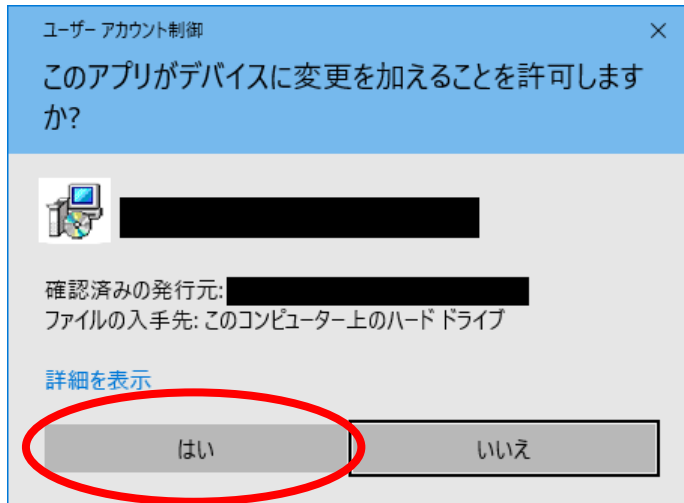 ユーザー アカウント制御
このアプリがデバイスに変更を加えることを許可します
か?
確認済みの発行元:
ファイルの入手先: このコンピューター上のハード ドライブ
詳細を表示
はい
いいえ